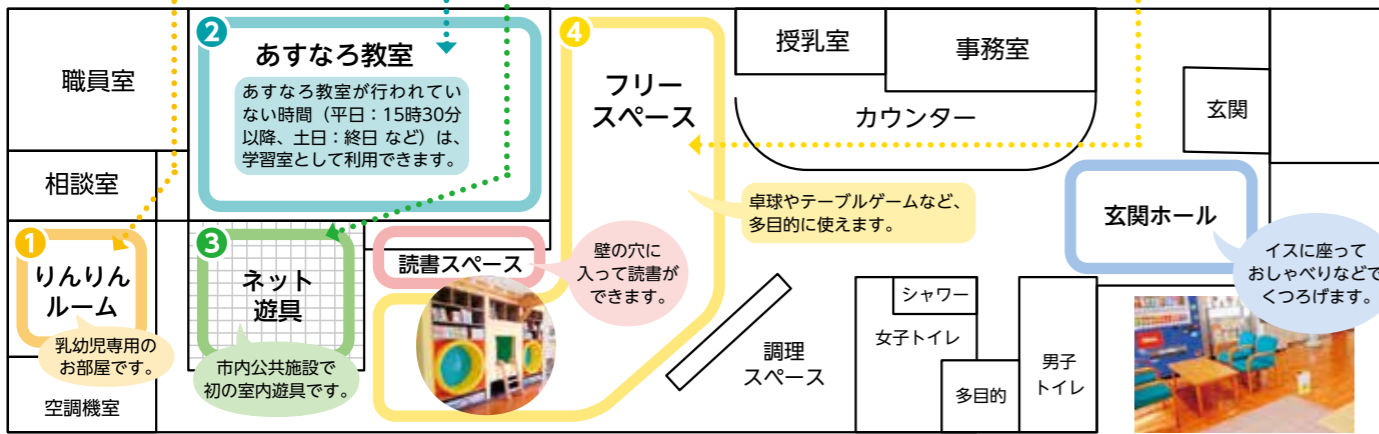 職員室
相談室
2
あすなろ教室
あすなろ教室が行われてい
ない時間（平日：15時30分
以降、土日：終日 など）は、
学習室として利用できます。
4
フリー
スペース
授乳室
事務室
カウンター
玄関
卓球やテーブルゲームなど、
多目的に使えます。
玄関ホール
イスに座って
おしゃべりなどで
くつろげます。
1
りんりん
ルーム
乳幼児専用の
お部屋です。
空調機室
3
ネット
遊具
市内公共施設で
初の室内遊具です。
読書スペース
壁の穴に
入って読書が
できます。
調理
スペース
シャワー
女子トイレ
多目的
男子
トイレ